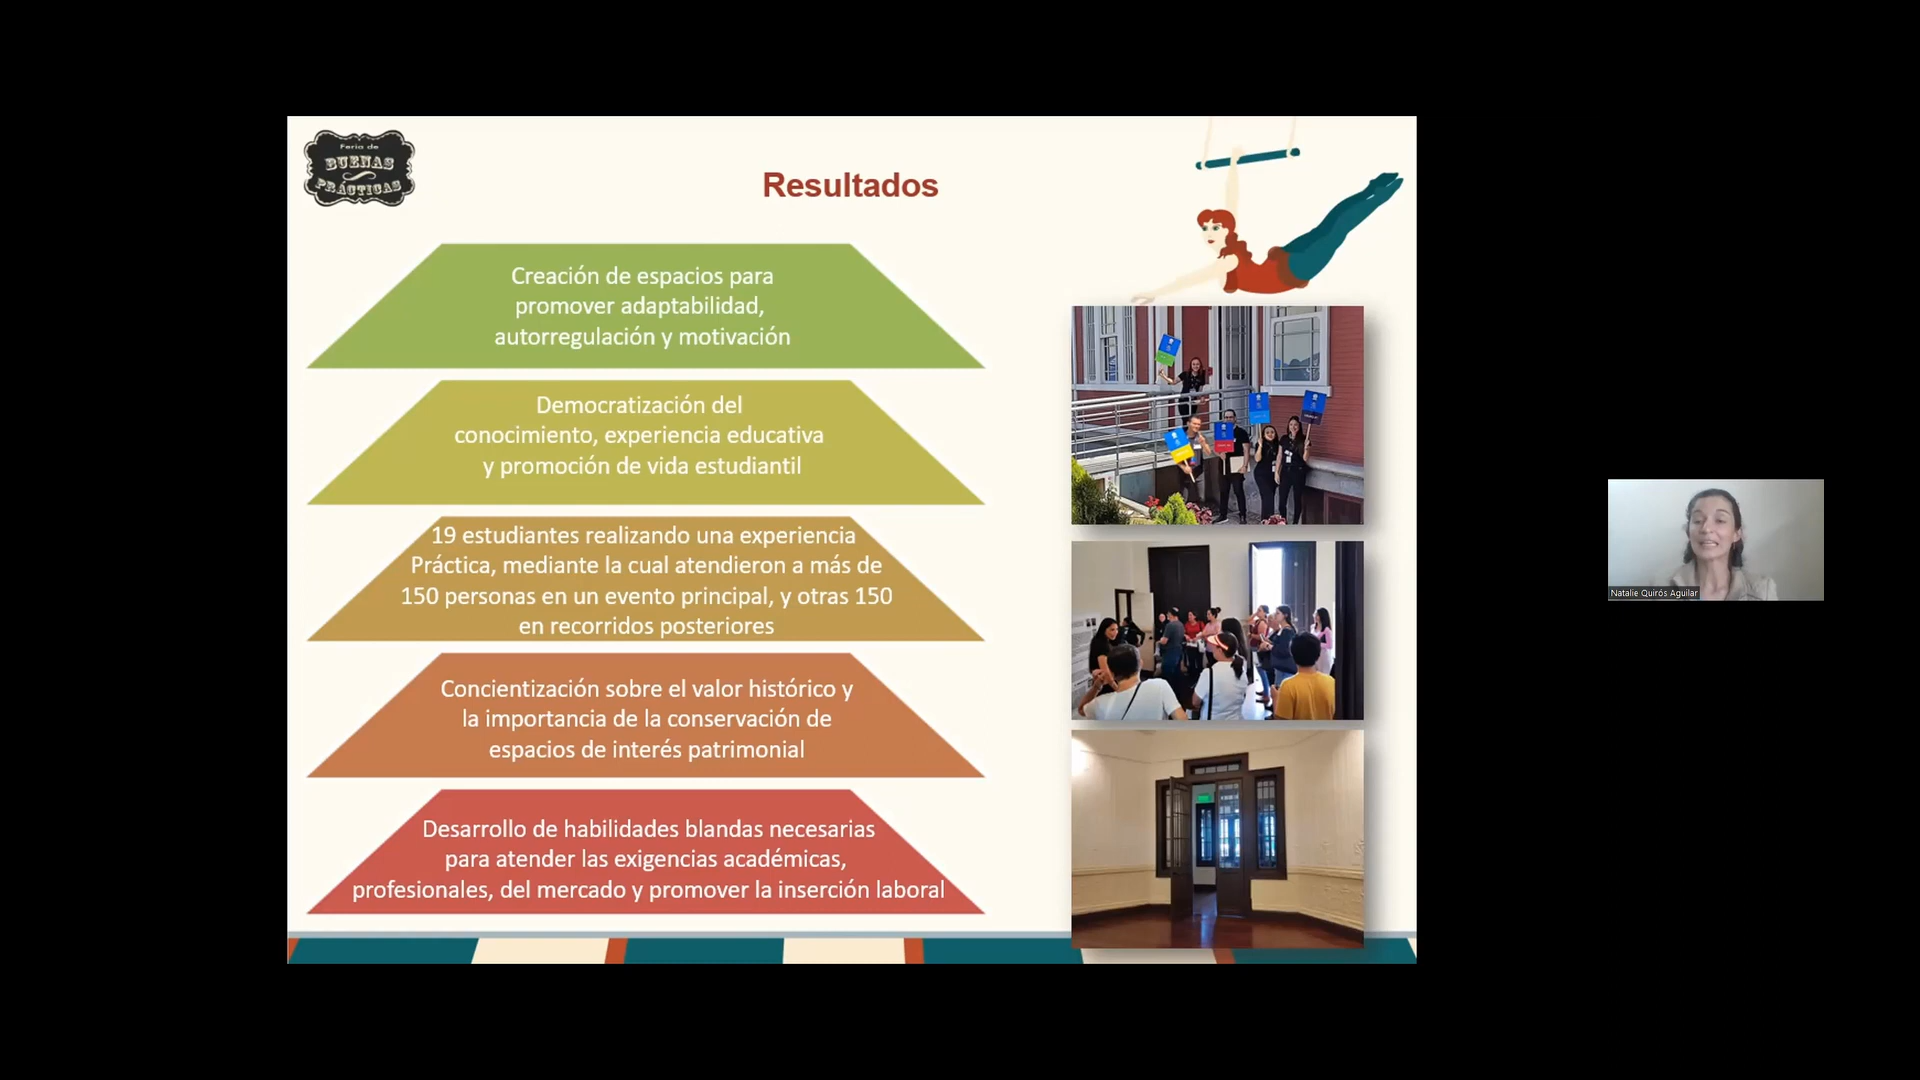 Feria de
BUENAS
PRÁCTICAS
Resultados
Creación de espacios para
promover adaptabilidad,
autorregulación y motivación
Democratización del
conocimiento, experiencia educativa
y promoción de vida estudiantil
19 estudiantes realizando una experiencia
Práctica, mediante la cual atendieron a más de
150 personas en un evento principal, y otras 150
en recorridos posteriores
Concientización sobre el valor histórico y
la importancia de la conservación de
espacios de interés patrimonial
Desarrollo de habilidades blandas necesarias
para atender las exigencias académicas,
profesionales, del mercado y promover la inserción laboral
Natalie Quirós Aguilar